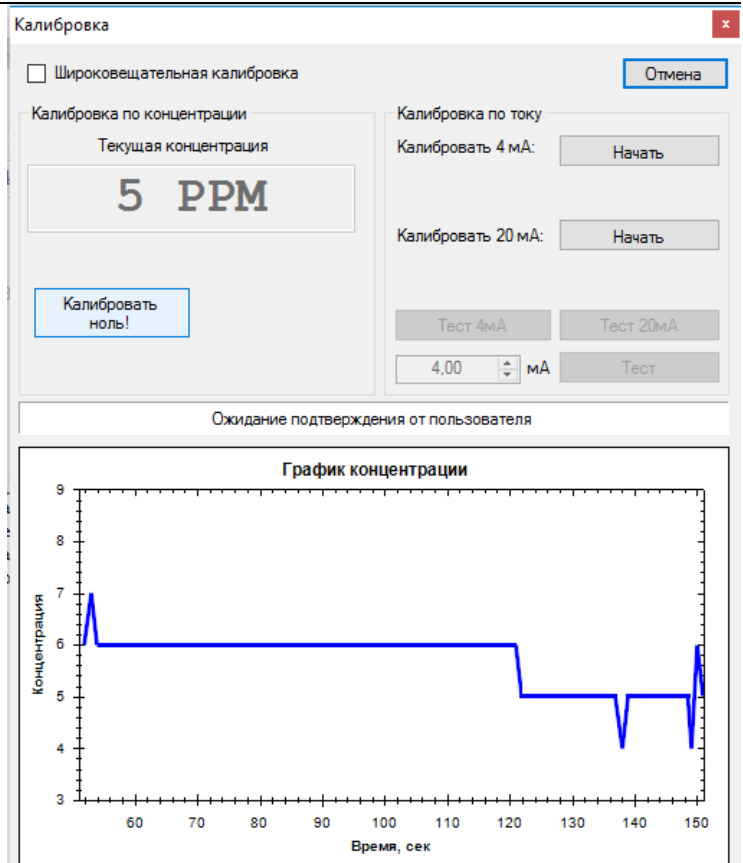 Калибровка
x
Широковещательная калибровка
Отмена
Калибровка по концентрации
Текущая концентрация
5 PPM
Калибровать
ноль!
Калибровка по току
Калибровать 4 мА:
Начать
Калибровать 20 мА:
Начать
Тест 4мА
Тест 20мА
4,00
мА
Тест
Ожидание подтверждения от пользователя
График концентрации
Концентрация
9
8
7
6
5
4
3
60 70 80 90 100 110 120 130 140 150
Время, сек